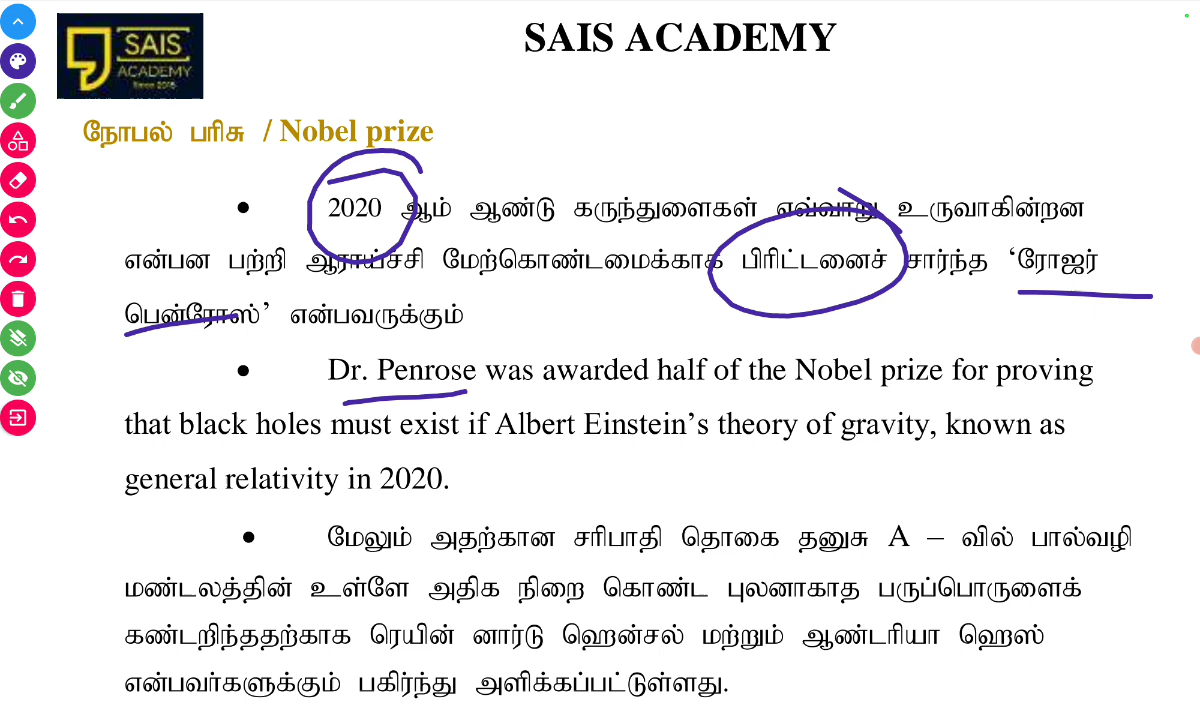 SAIS
ACADEMY
Since 2015
SAIS ACADEMY
நோபல் பரிசு / Nobel prize
• 2020 ஆம் ஆண்டு கருந்துளைகள் எவ்வாறு உருவாகின்றன
என்பன பற்றி ஆராய்ச்சி மேற்கொண்டமைக்காக பிரிட்டனைச் சார்ந்த ‘ரோஜர்
பென்ரோஸ்’ என்பவருக்கும்
• Dr. Penrose was awarded half of the Nobel prize for proving
that black holes must exist if Albert Einstein’s theory of gravity, known as
general relativity in 2020.
• மேலும் அதற்கான சரிபாதி தொகை தனுசு A – வில் பால்வழி
மண்டலத்தின் உள்ளே அதிக நிறை கொண்ட புலனாகாத பருப்பொருளைக்
கண்டறிந்ததற்காக ரெயின் னார்டு ஹென்சல் மற்றும் ஆண்டரியா ஹெஸ்
என்பவர்களுக்கும் பகிர்ந்து அளிக்கப்பட்டுள்ளது.